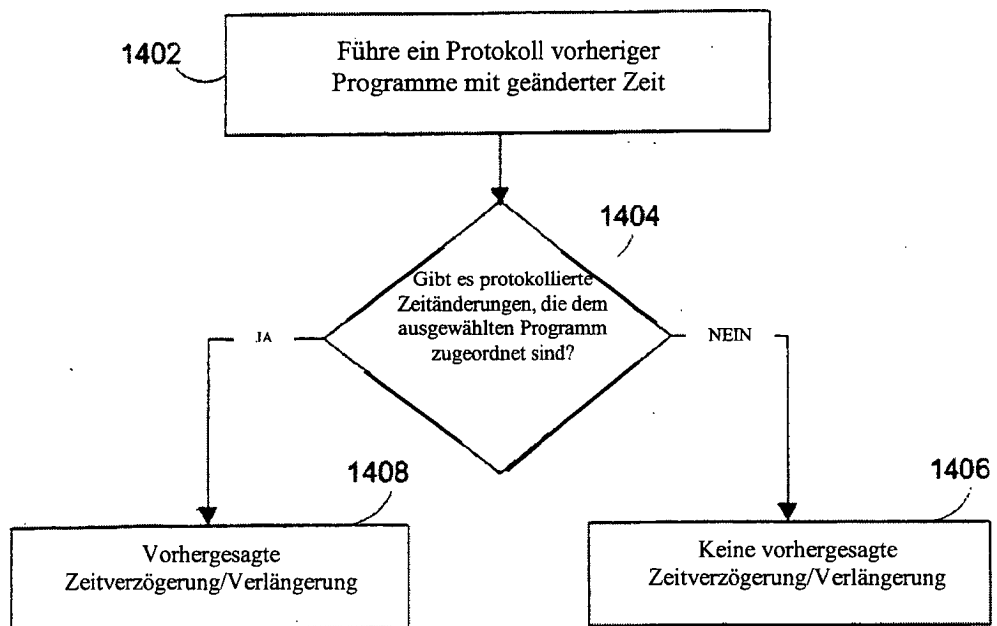 1402
Führe ein Protokoll vorheriger
Programme mit geänderter Zeit
1404
Gibt es protokollierte
Zeitänderungen, die dem
ausgewählten Programm
zugeordnet sind?
JA
NEIN
1408
1406
Vorhergesagte
Zeitverzögerung/Verlängerung
Keine vorhergesagte
Zeitverzögerung/Verlängerung